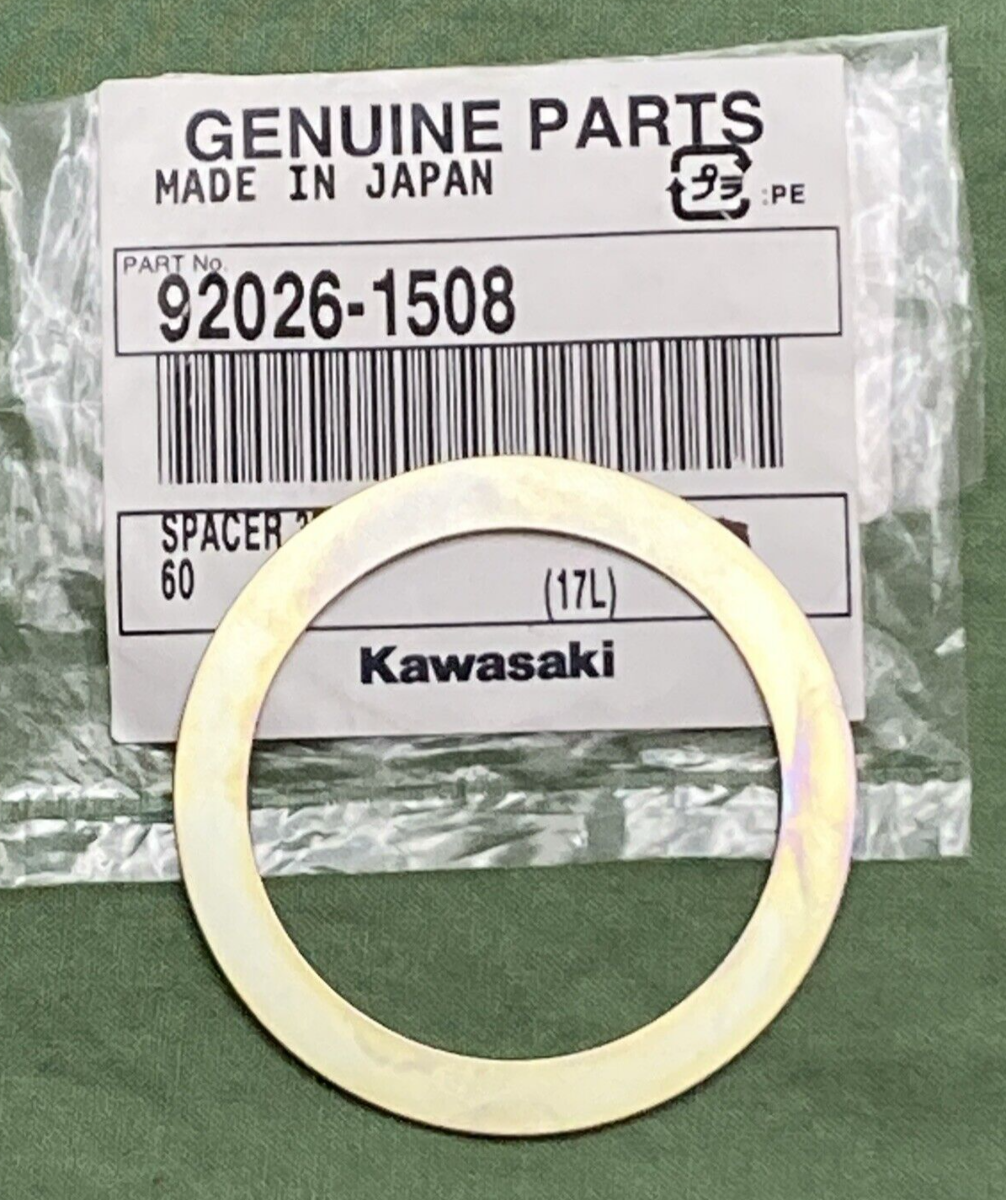 GENUINE PARTS
MADE IN JAPAN
プラ :PE
PART No.
92026-1508
SPACER
60
(17L)
Kawasaki